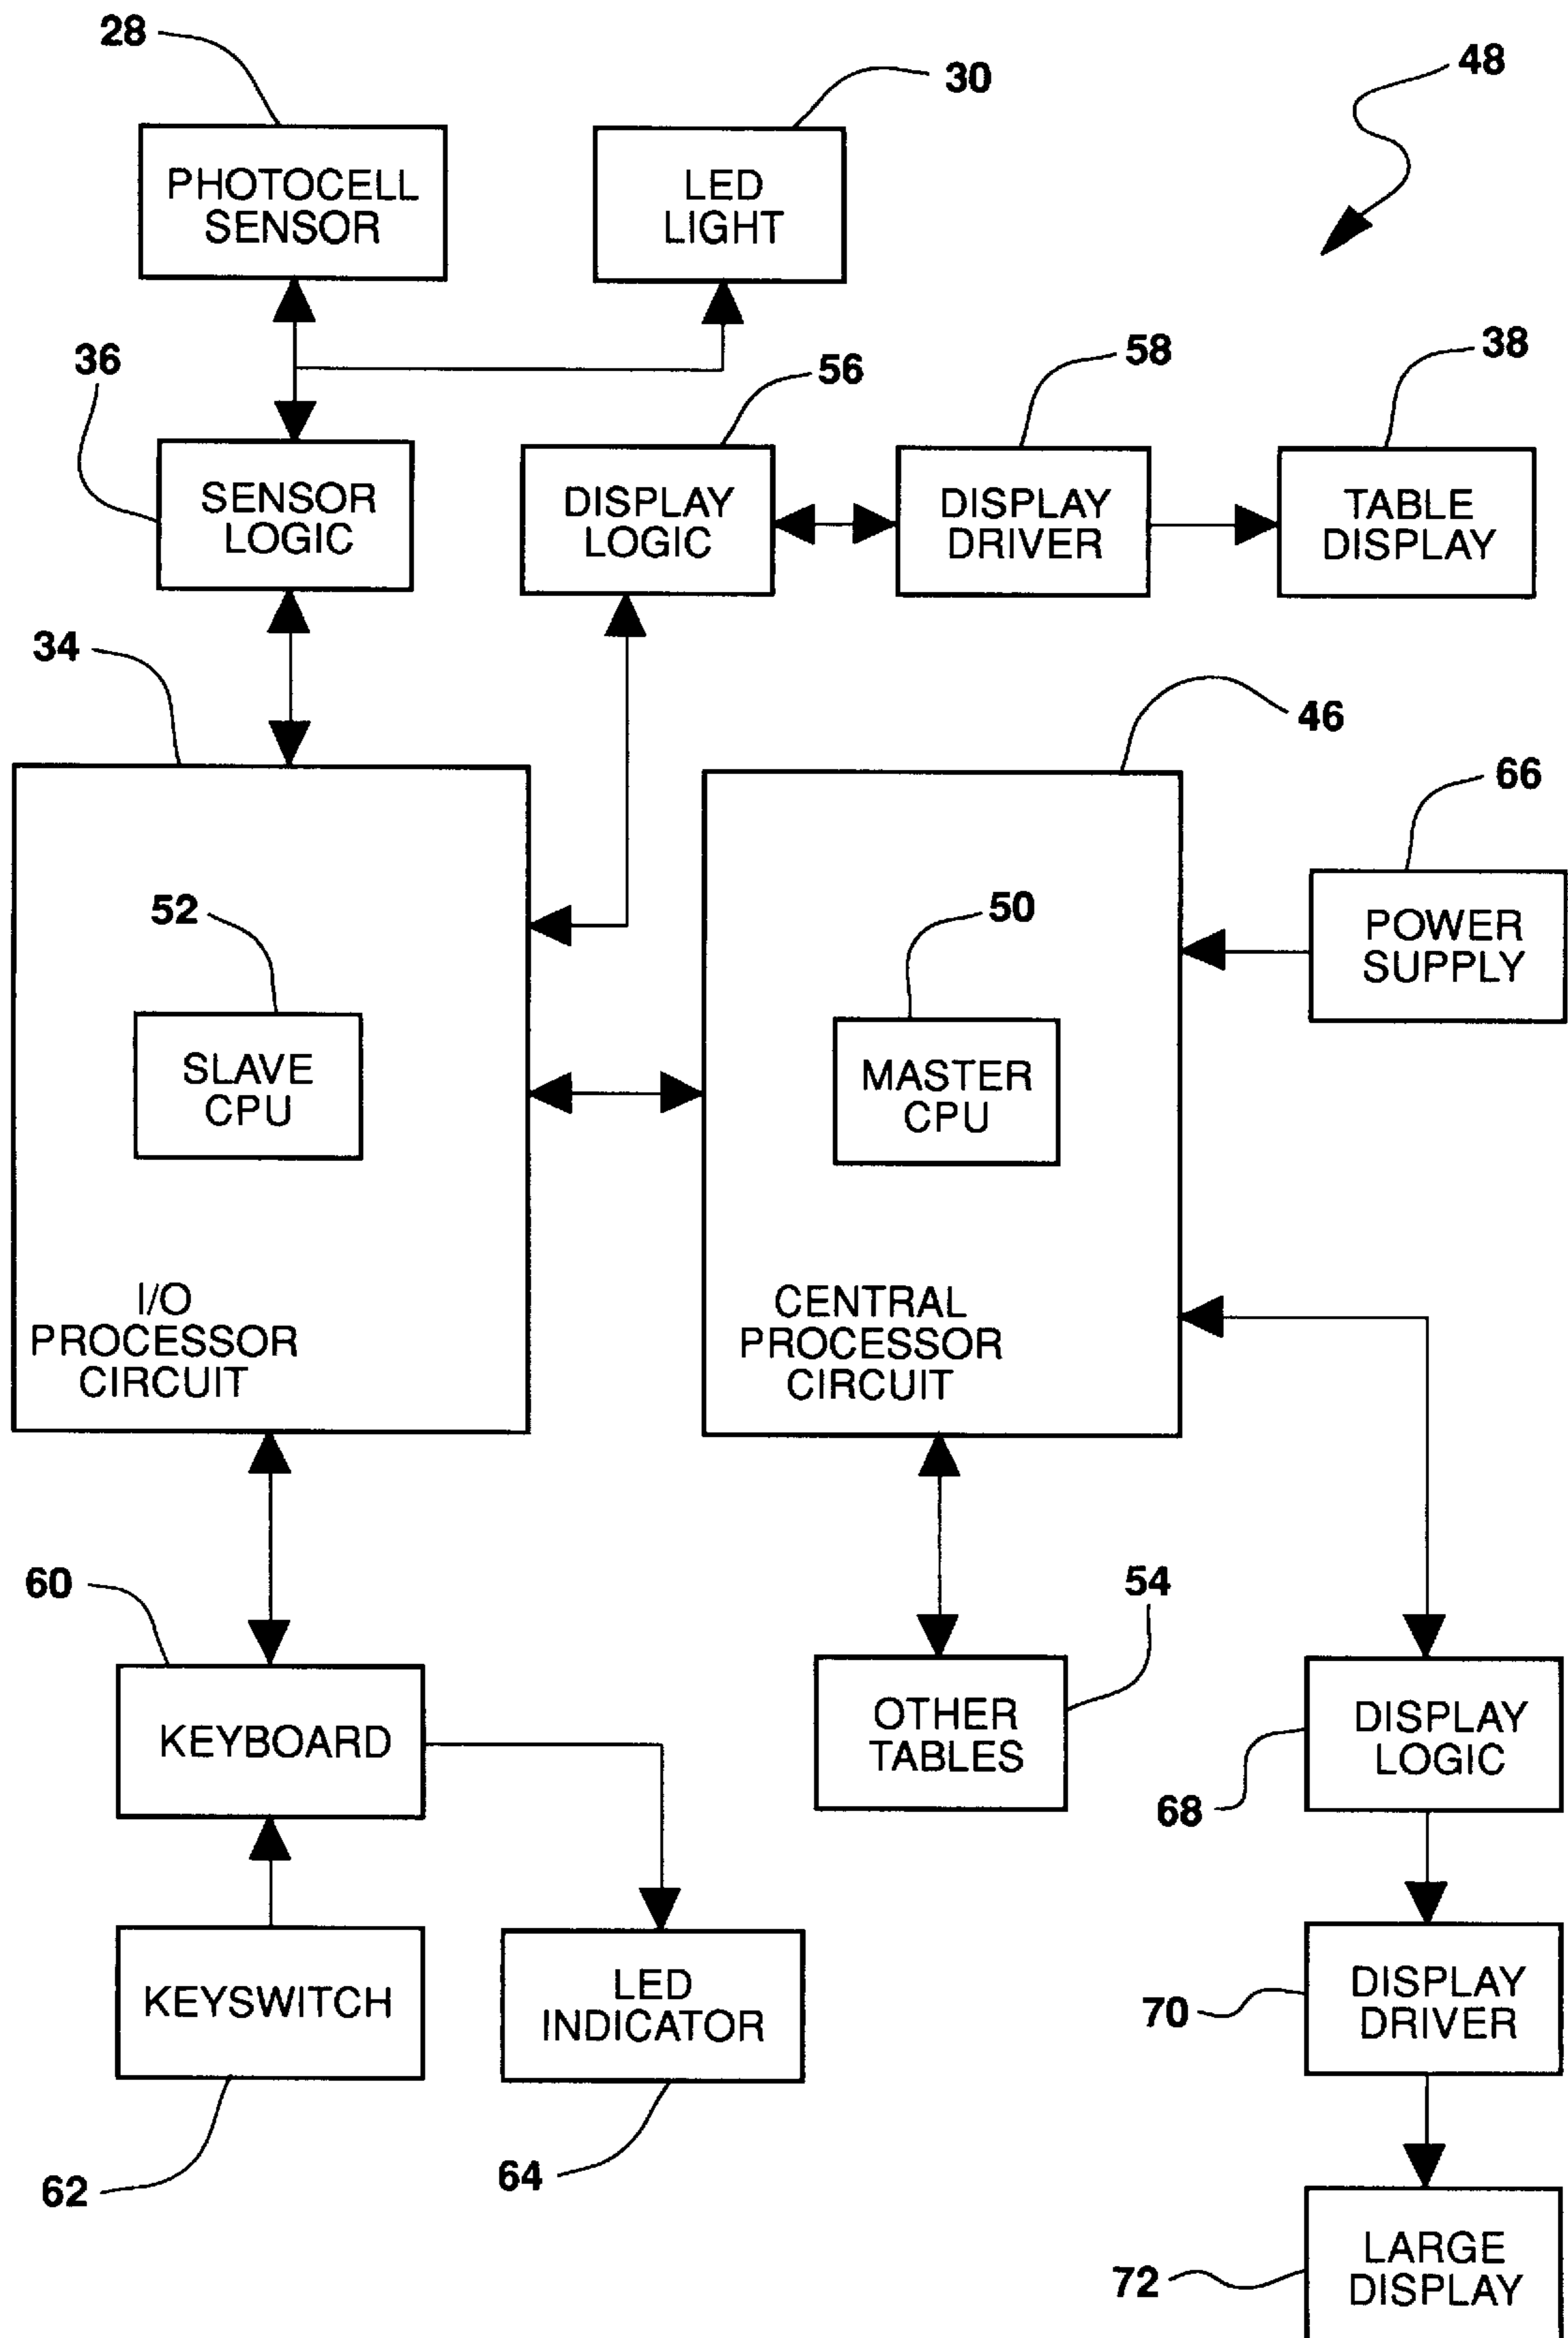 28
30
48
PHOTOCELL
SENSOR
LED
LIGHT
36
56
58
38
SENSOR
LOGIC
DISPLAY
LOGIC
DISPLAY
DRIVER
TABLE
DISPLAY
34
46
66
52
50
POWER
SUPPLY
SLAVE
CPU
MASTER
CPU
I/O
PROCESSOR
CIRCUIT
CENTRAL
PROCESSOR
CIRCUIT
60
54
KEYBOARD
OTHER
TABLES
DISPLAY
LOGIC
68
KEYSWITCH
LED
INDICATOR
DISPLAY
DRIVER
70
62
64
LARGE
DISPLAY
72